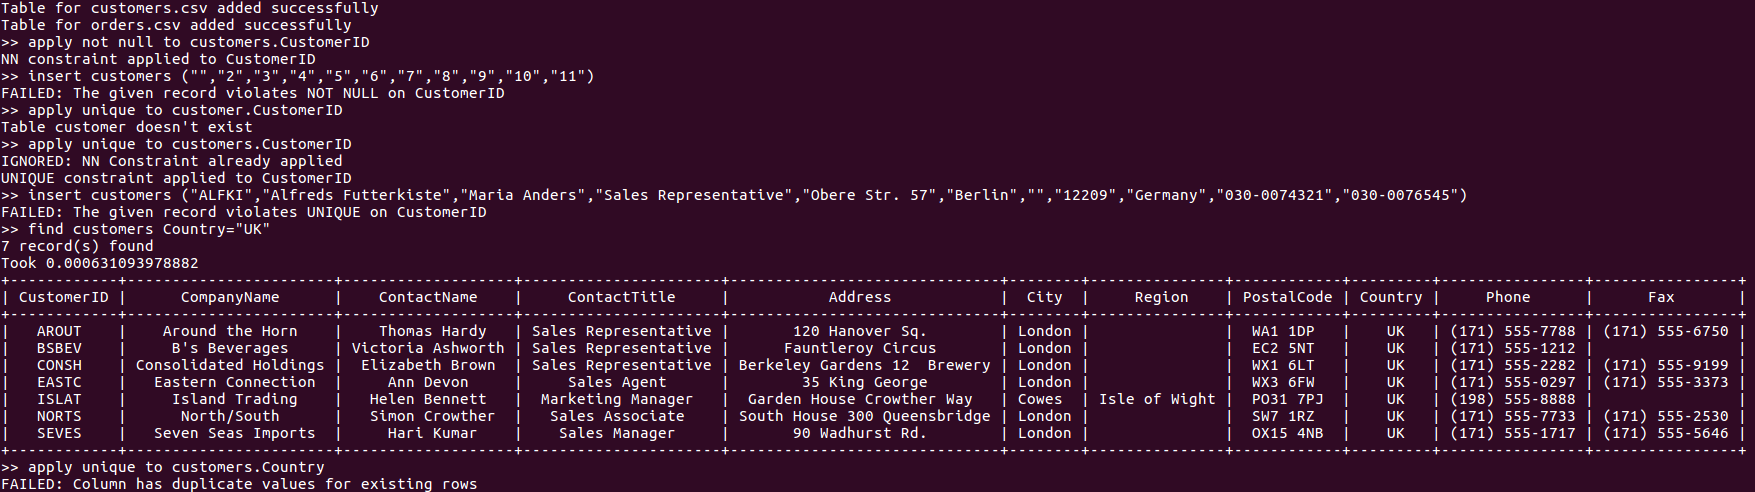 Table for customers.csv added successfully
Table for orders.csv added successfully
>> apply not null to customers.CustomerID
NN constraint applied to CustomerID
>> insert customers ("","2","3","4","5","6","7","8","9","10","11")
FAILED: The given record violates NOT NULL on CustomerID
>> apply unique to customer.CustomerID
Table customer doesn't exist
>> apply unique to customers.CustomerID
IGNORED: NN Constraint already applied
UNIQUE constraint applied to CustomerID
>> insert customers ("ALFKI","Alfreds Futterkiste","Maria Anders","Sales Representative","Obere Str. 57","Berlin","","12209","Germany","030-0074321","030-0076545")
FAILED: The given record violates UNIQUE on CustomerID
>> find customers Country="UK"
7 record(s) found
Took 0.000631093978882
+------------+-----------------------+-------------------+----------------------+------------------------------+--------+---------------+------------+---------+----------------+----------------+
| CustomerID |      CompanyName      |    ContactName    |     ContactTitle     |           Address            |  City  |     Region    | PostalCode | Country |     Phone      |      Fax       |
+------------+-----------------------+-------------------+----------------------+------------------------------+--------+---------------+------------+---------+----------------+----------------+
|   AROUT    |    Around the Horn    |    Thomas Hardy   | Sales Representative |       120 Hanover Sq.        | London |               |  WA1 1DP   |    UK   | (171) 555-7788 | (171) 555-6750 |
|   BSBEV    |     B's Beverages     | Victoria Ashworth | Sales Representative |      Fauntleroy Circus       | London |               |  EC2 5NT   |    UK   | (171) 555-1212 |                |
|   CONSH    | Consolidated Holdings |  Elizabeth Brown  | Sales Representative | Berkeley Gardens 12  Brewery | London |               |  WX1 6LT   |    UK   | (171) 555-2282 | (171) 555-9199 |
|   EASTC    |   Eastern Connection  |     Ann Devon     |     Sales Agent      |        35 King George        | London |               |  WX3 6FW   |    UK   | (171) 555-0297 | (171) 555-3373 |
|   ISLAT    |     Island Trading    |   Helen Bennett   |  Marketing Manager   |  Garden House Crowther Way   | Cowes  | Isle of Wight |  PO31 7PJ  |    UK   | (198) 555-8888 |                |
|   NORTS    |      North/South      |   Simon Crowther  |   Sales Associate    | South House 300 Queensbridge | London |               |  SW7 1RZ   |    UK   | (171) 555-7733 | (171) 555-2530 |
|   SEVES    |  Seven Seas Imports   |     Hari Kumar    |    Sales Manager     |       90 Wadhurst Rd.        | London |               |  OX15 4NB  |    UK   | (171) 555-1717 | (171) 555-5646 |
+------------+-----------------------+-------------------+----------------------+------------------------------+--------+---------------+------------+---------+----------------+----------------+
>> apply unique to customers.Country
FAILED: Column has duplicate values for existing rows